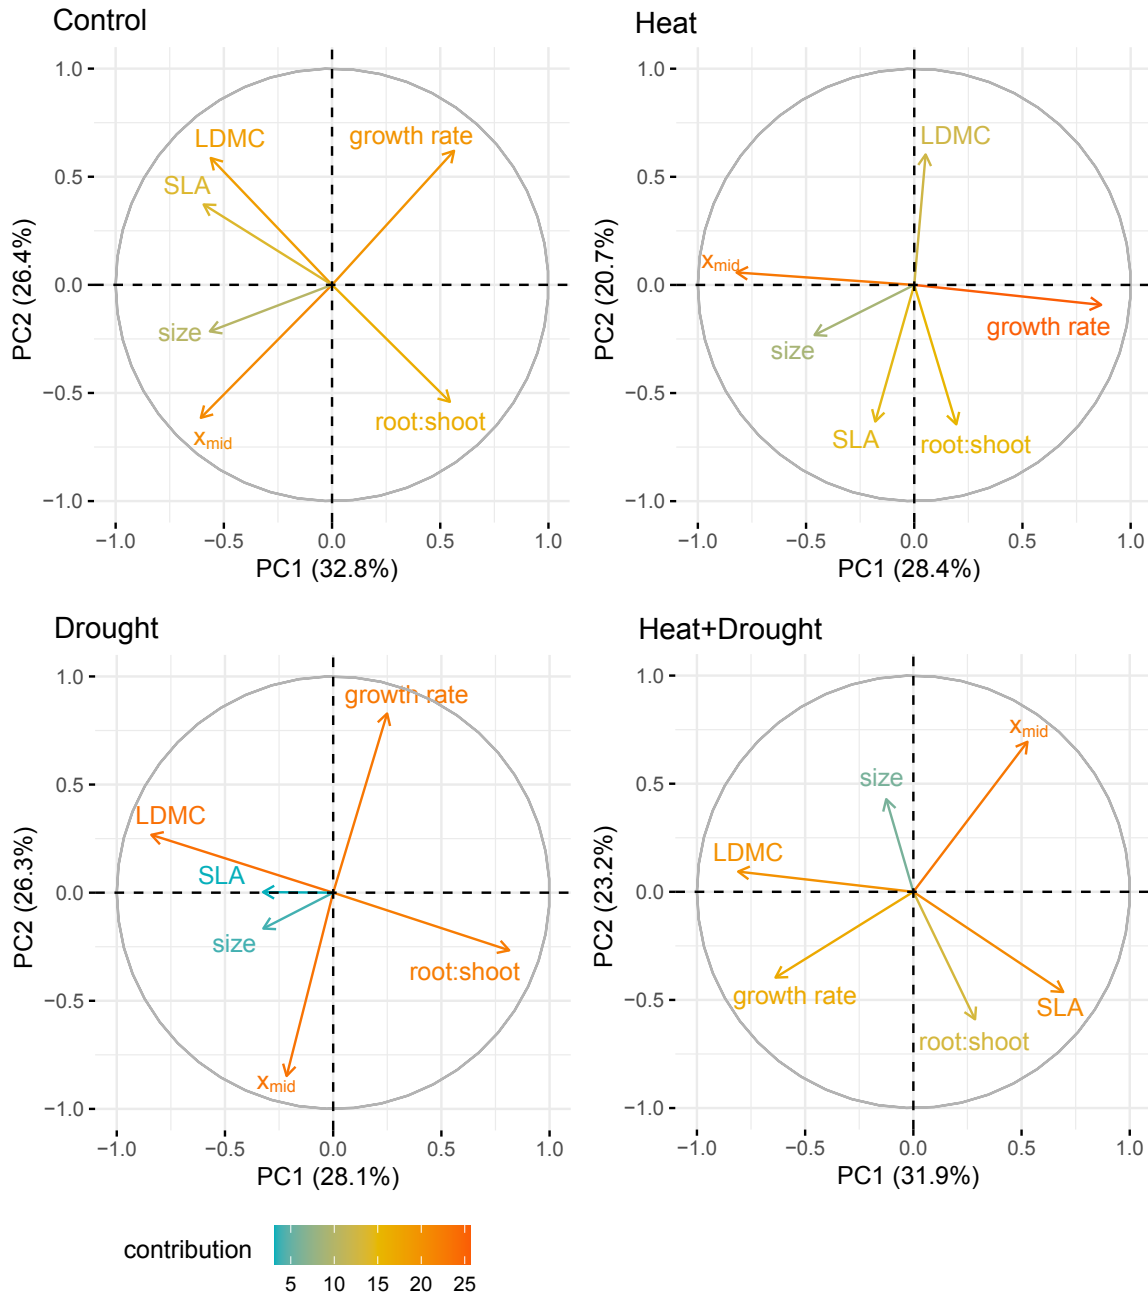 Control
1.0
0.5
0.0
−0.5
−1.0
PC2 (26.4%)
LDMC
growth rate
SLA
size
root:shoot
xmid
−1.0 −0.5 0.0 0.5 1.0
PC1 (32.8%)
Heat
1.0
0.5
0.0
−0.5
−1.0
PC2 (20.7%)
LDMC
xmid
growth rate
size
SLA
root:shoot
−1.0 −0.5 0.0 0.5 1.0
PC1 (28.4%)
Drought
1.0
0.5
0.0
−0.5
−1.0
PC2 (26.3%)
growth rate
LDMC
SLA
size
root:shoot
xmid
−1.0 −0.5 0.0 0.5 1.0
PC1 (28.1%)
Heat+Drought
1.0
0.5
0.0
−0.5
−1.0
PC2 (23.2%)
xmid
size
LDMC
growth rate
SLA
root:shoot
−1.0 −0.5 0.0 0.5 1.0
PC1 (31.9%)
contribution
5 10 15 20 25